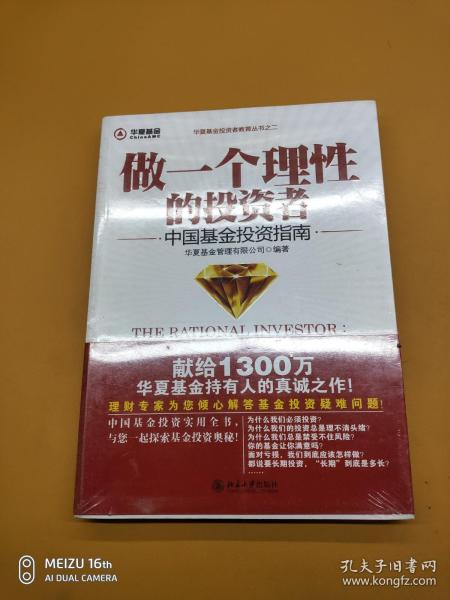 华夏基金
ChinaAMC
华夏基金投资者教育丛书之二
做一个理性
的投资者
·中国基金投资指南·
华夏基金管理有限公司·编著
THE RATIONAL INVESTOR:
献给1300万
华夏基金持有人的真诚之作!
理财专家为您倾心解答基金投资疑难问题!
中国基金投资实用全书,
与您一起探索基金投资奥秘!
为什么我们必须投资?
为什么我们的投资总是理不清头绪?
为什么我们总是禁受不住风险?
你的基金让你满意吗?
面对亏损,我们到底应该怎样做?
都说要长期投资,“长期”到底是多长?
……
北京大学出版社
MEIZU 16th
AI DUAL CAMERA
孔夫子旧书网
www.kongfz.com